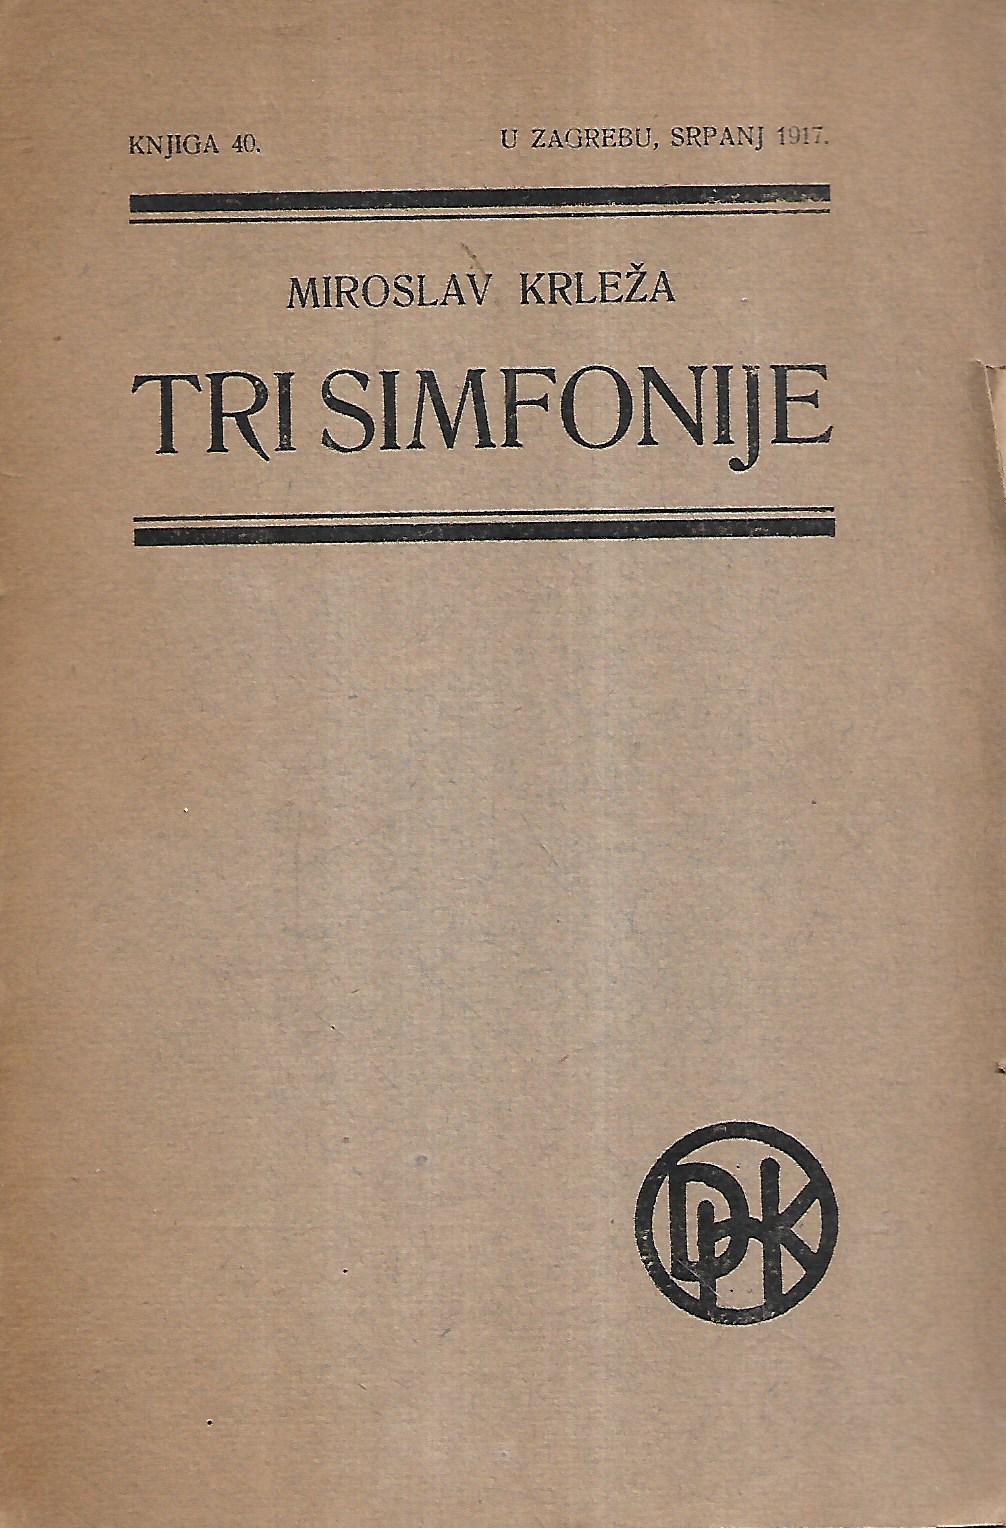 KNJIGA 40.
U ZAGREBU, SRPANJ 1917.
MIROSLAV KRLEŽA
TRI SIMFONIJE
DHK